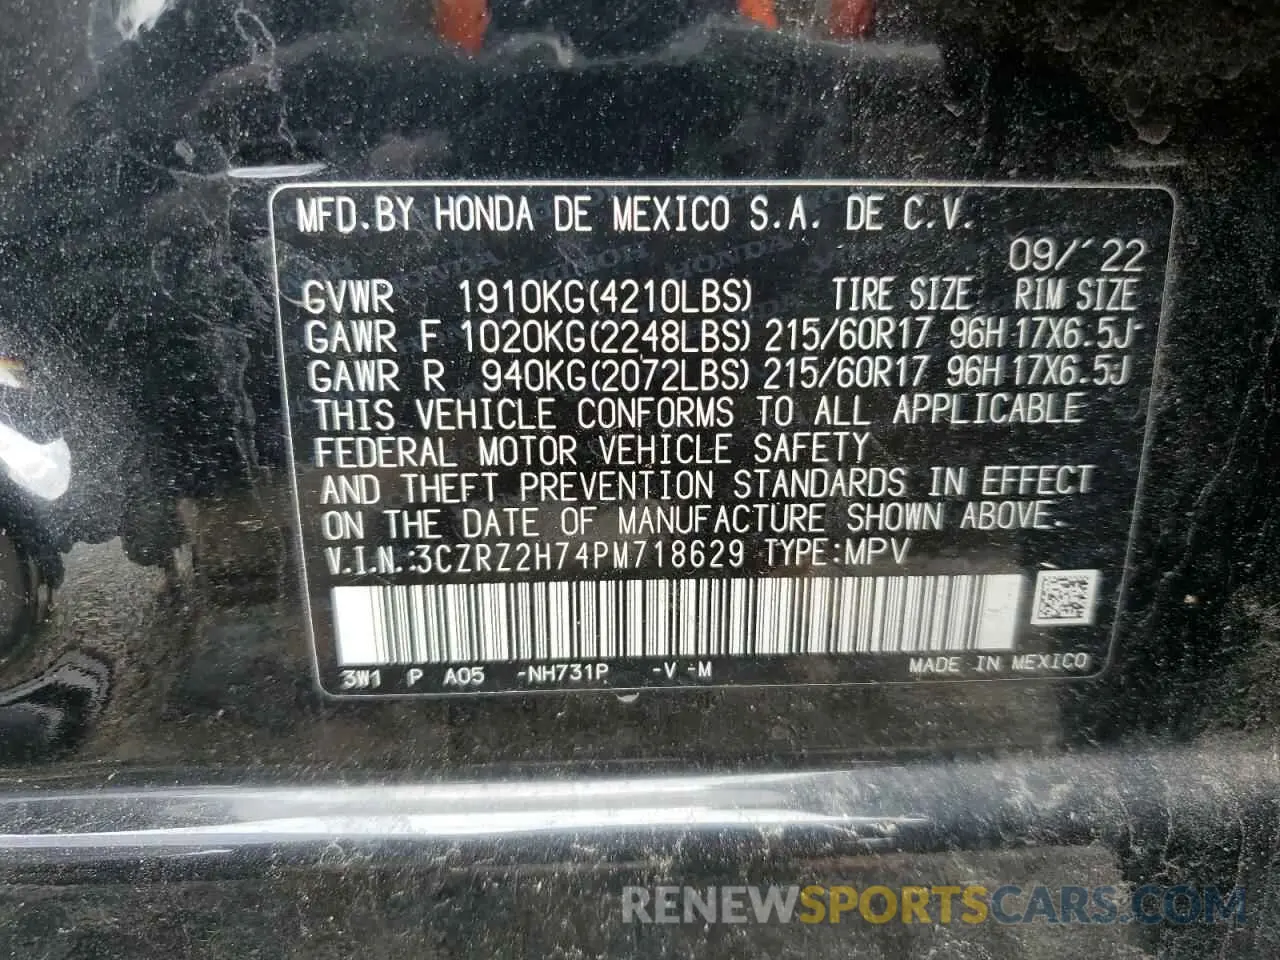 MFD.BY HONDA DE MEXICO S.A. DE C.V.
09/´22
GVWR 1910KG(4210LBS) TIRE SIZE RIM SIZE
GAWR F 1020KG(2248LBS) 215/60R17 96H 17X6.5J
GAWR R 940KG(2072LBS) 215/60R17 96H 17X6.5J
THIS VEHICLE CONFORMS TO ALL APPLICABLE
FEDERAL MOTOR VEHICLE SAFETY
AND THEFT PREVENTION STANDARDS IN EFFECT
ON THE DATE OF MANUFACTURE SHOWN ABOVE.
V.I.N.:3CZRZ2H74PM718629 TYPE:MPV
3W1 P A05 -NH731P -V -M MADE IN MEXICO
RENEWSPORTSCARS.COM